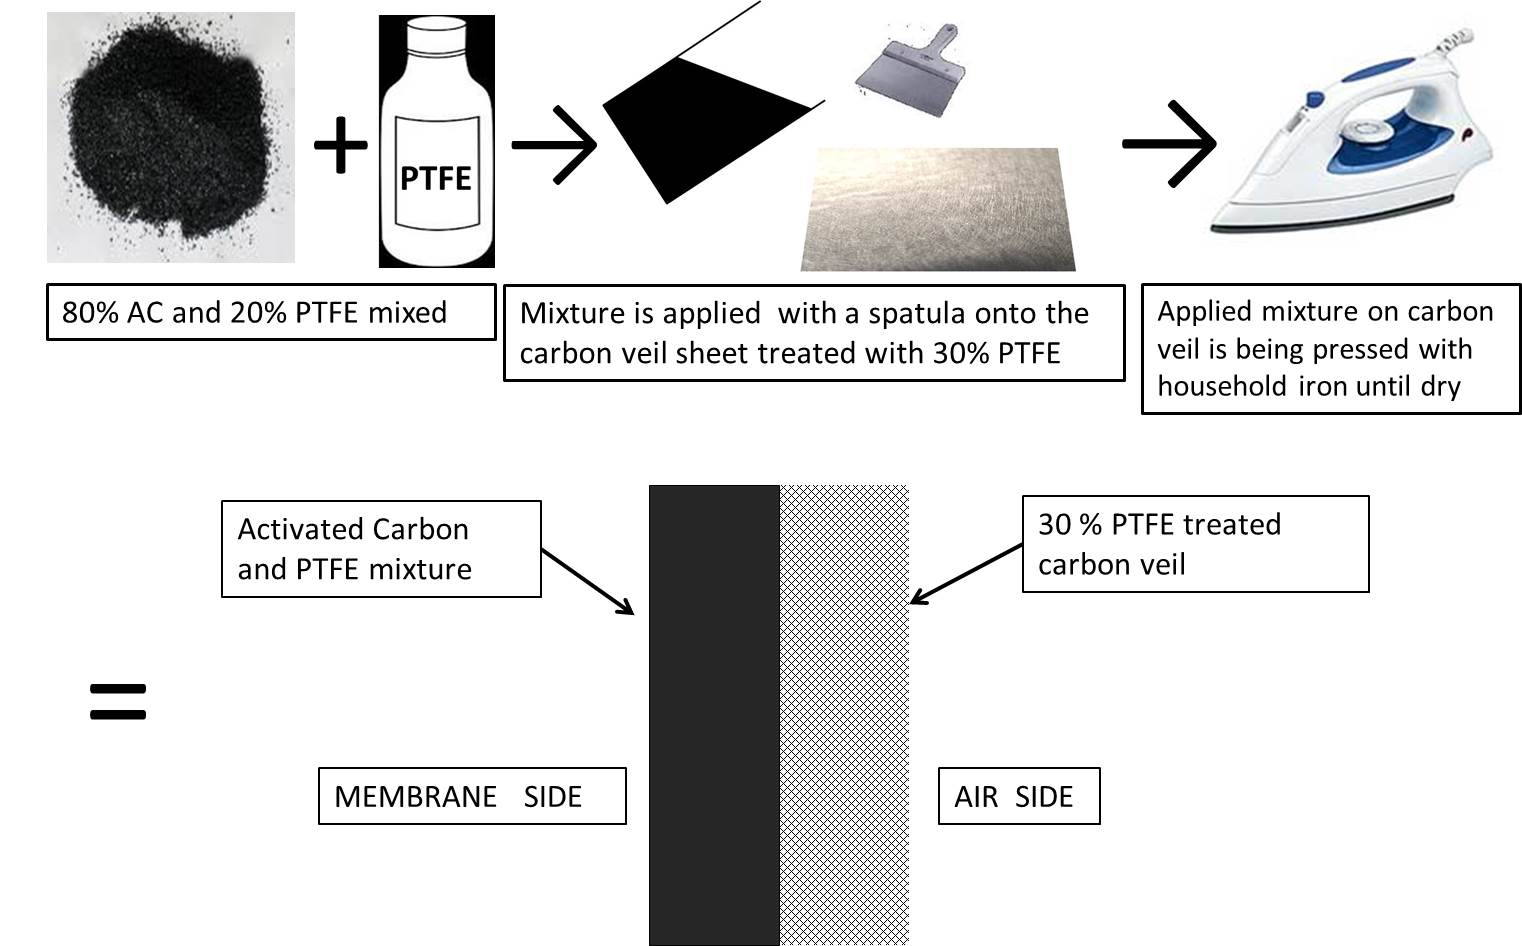 PTFE
80% AC and 20% PTFE mixed
Mixture is applied with a spatula onto the
carbon veil sheet treated with 30% PTFE
Applied mixture on carbon
veil is being pressed with
household iron until dry
Activated Carbon
and PTFE mixture
30 % PTFE treated
carbon veil
MEMBRANE SIDE
AIR SIDE